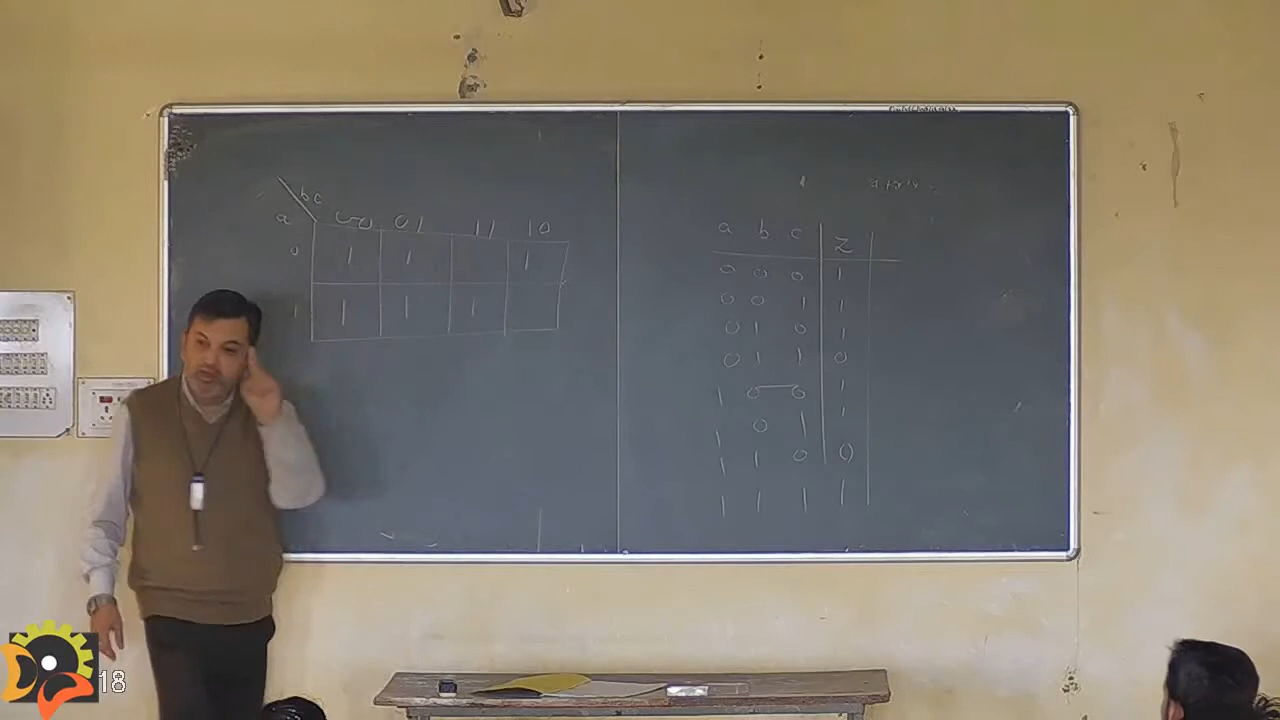 bc
a 00 01 11 10
0 1 1 1
1 1 1 1
a b c Z
0 0 0 1
0 0 1 1
0 1 0 1
0 1 1 0
1 0 0 1
1 0 1 1
1 1 0 0
1 1 1 1
18